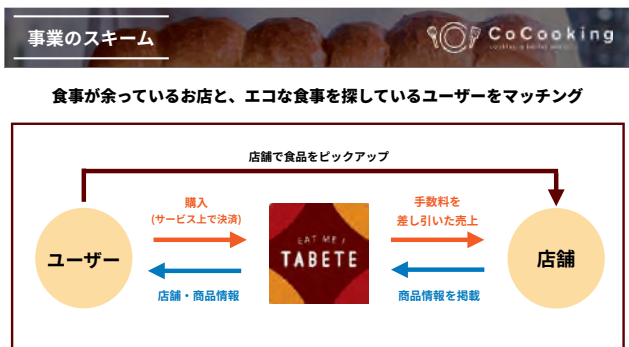 事業のスキーム
CoCooking
食事が余っているお店と、エコな食事を探しているユーザーをマッチング
店舗で食品をピックアップ
購入
(サービス上で決済)
手数料を
差し引いた売上
ユーザー
EAT ME !
TABETE
店舗
店舗・商品情報
商品情報を掲載